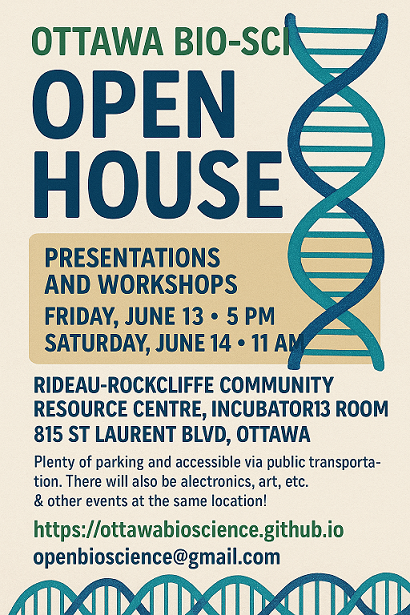 OTTAWA BIO-SCI
OPEN
HOUSE
PRESENTATIONS
AND WORKSHOPS
FRIDAY, JUNE 13 • 5 PM
SATURDAY, JUNE 14 • 11 AM
RIDEAU-ROCKCLIFFE COMMUNITY
RESOURCE CENTRE, INCUBATOR13 ROOM
815 ST LAURENT BLVD, OTTAWA
Plenty of parking and accessible via public transporta-
tion. There will also be alectronics, art, etc.
& other events at the same location!
https://ottawabioscience.github.io
openbioscience@gmail.com